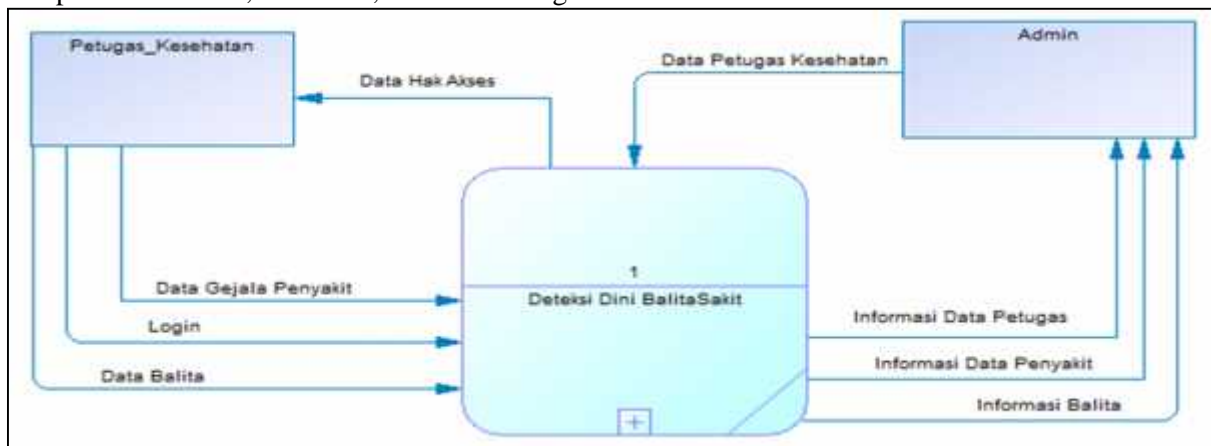 Petugas_Kesehatan
Admin
Data Petugas Kesehatan
Data Hak Akses
1
Deteksi Dini BalitaSakit
Data Gejala Penyakit
Login
Data Balita
Informasi Data Petugas
Informasi Data Penyakit
Informasi Balita